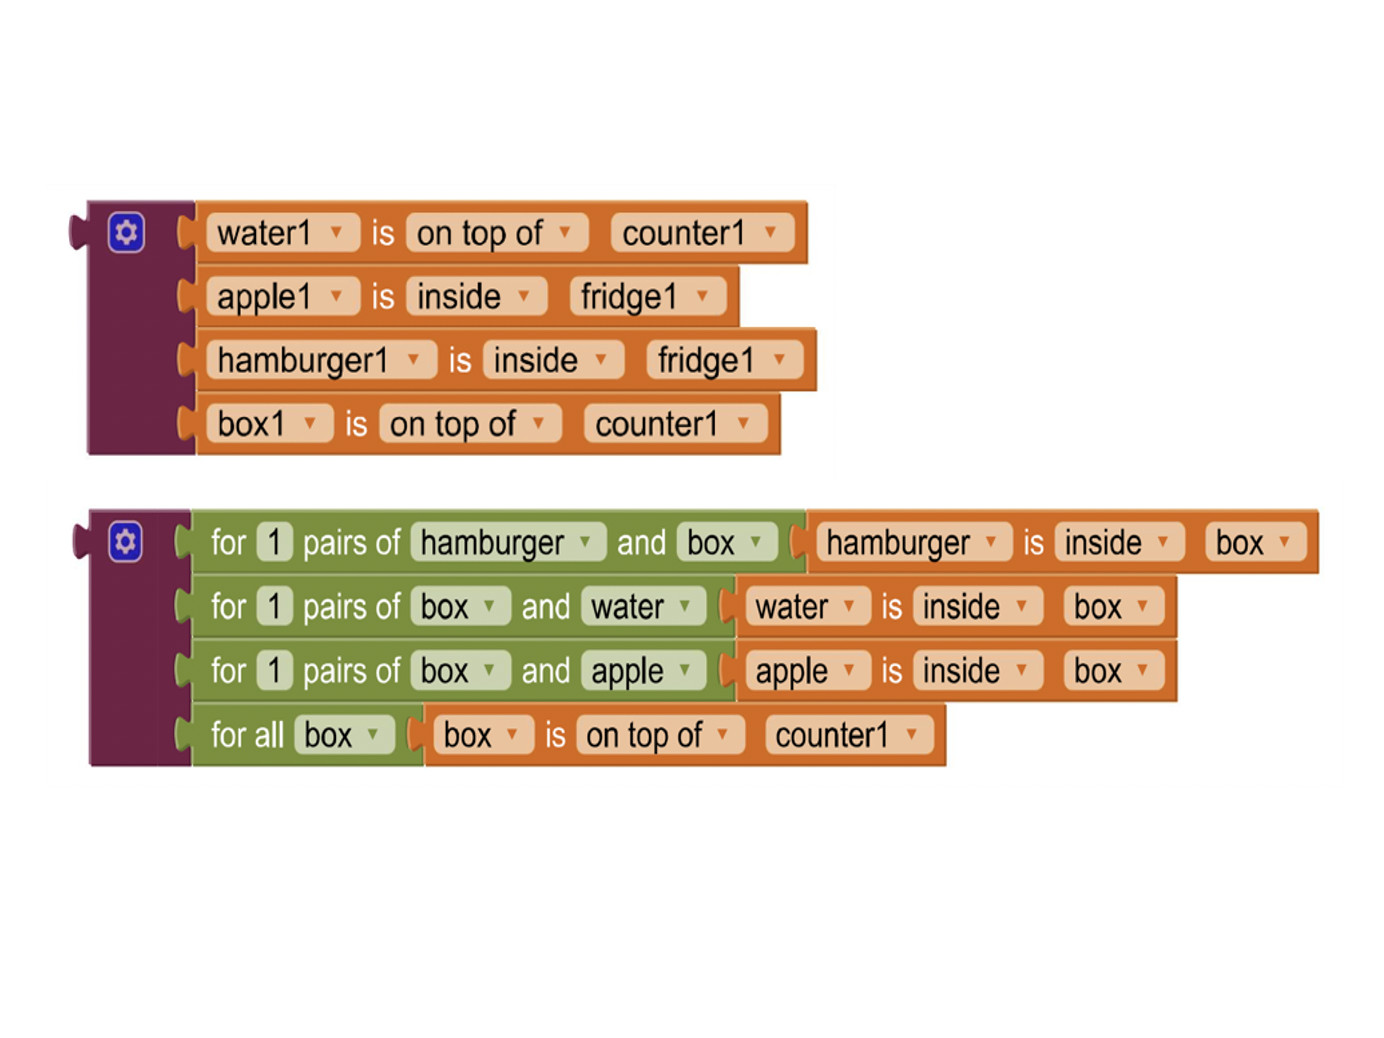 water1 is on top of counter1
apple1 is inside fridge1
hamburger1 is inside fridge1
box1 is on top of counter1
for 1 pairs of hamburger and box hamburger is inside box
for 1 pairs of box and water water is inside box
for 1 pairs of box and apple apple is inside box
for all box box is on top of counter1